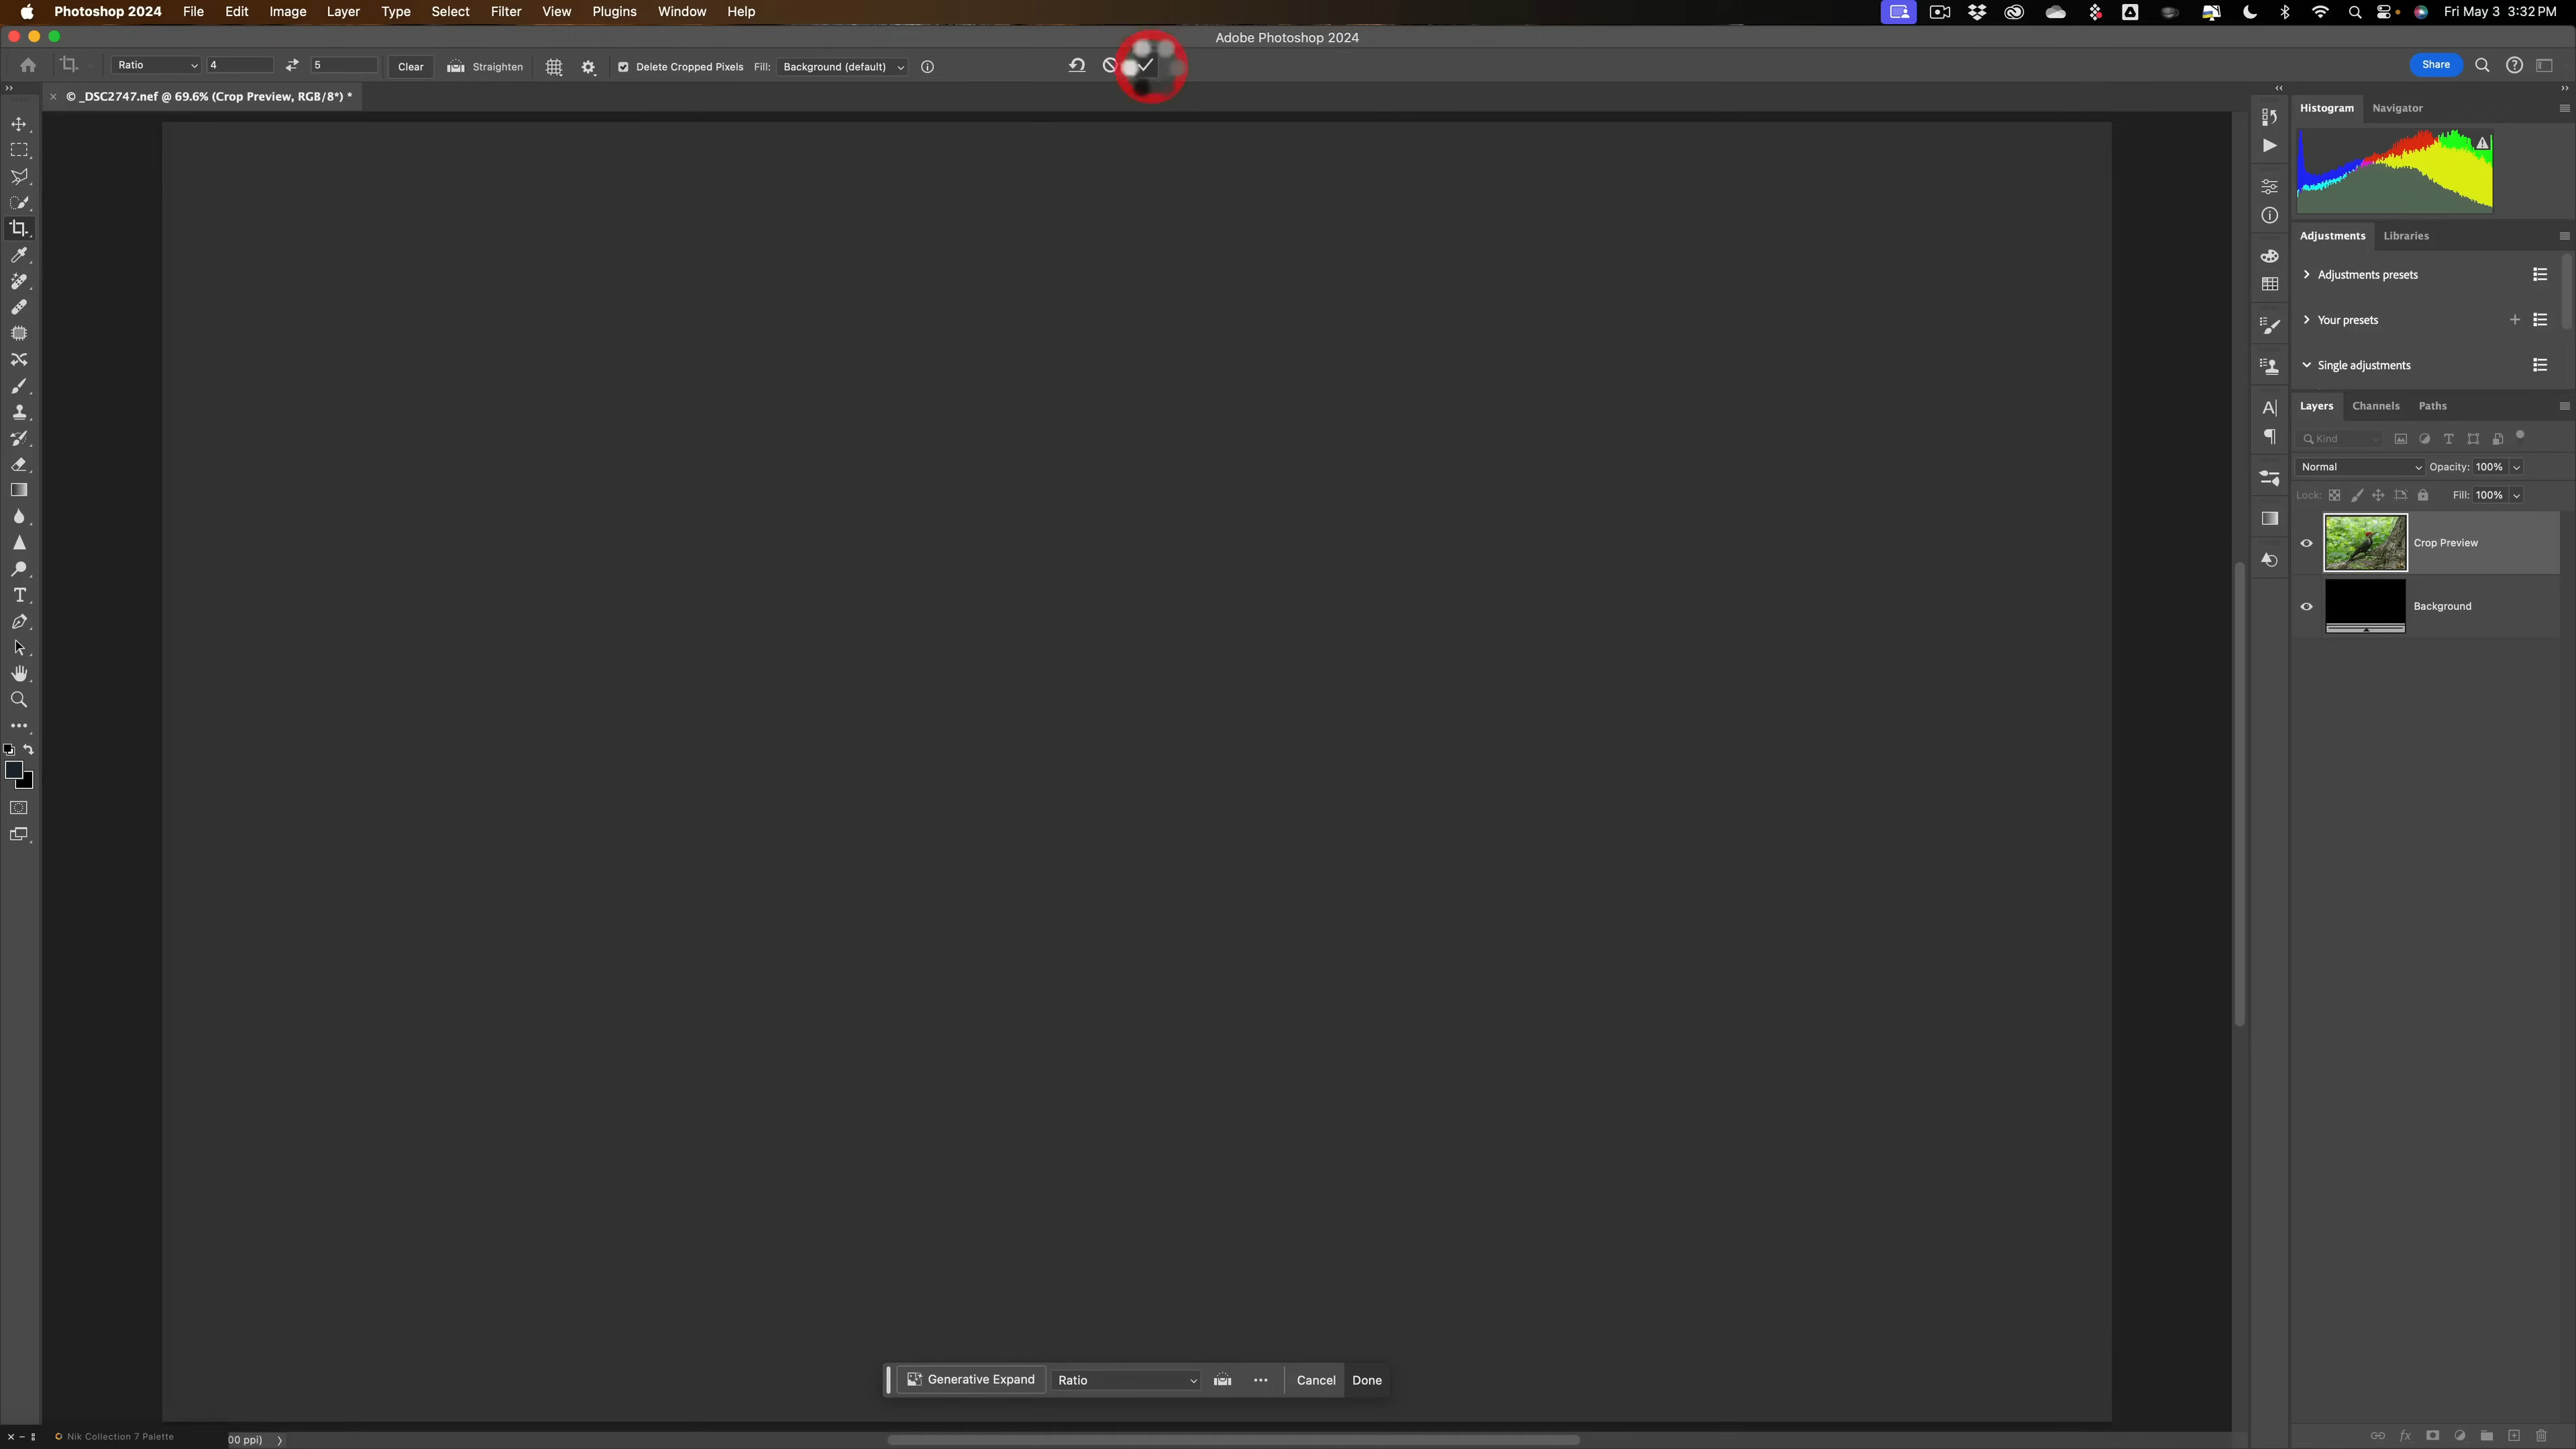 Photoshop 2024 File Edit Image Layer Type Select Filter View Plugins Window Help Fri May 3 3:32 PM
Adobe Photoshop 2024
Ratio 4 5 Clear Straighten Delete Cropped Pixels Fill: Background (default) Share
© _DSC2747.nef @ 69.6% (Crop Preview, RGB/8*) *
Histogram Navigator
Adjustments Libraries
Adjustments presets
Your presets
Single adjustments
Layers Channels Paths
Kind
Normal Opacity: 100%
Lock: Fill: 100%
Crop Preview
Background
Generative Expand Ratio Cancel Done
Nik Collection 7 Palette 00 ppi)